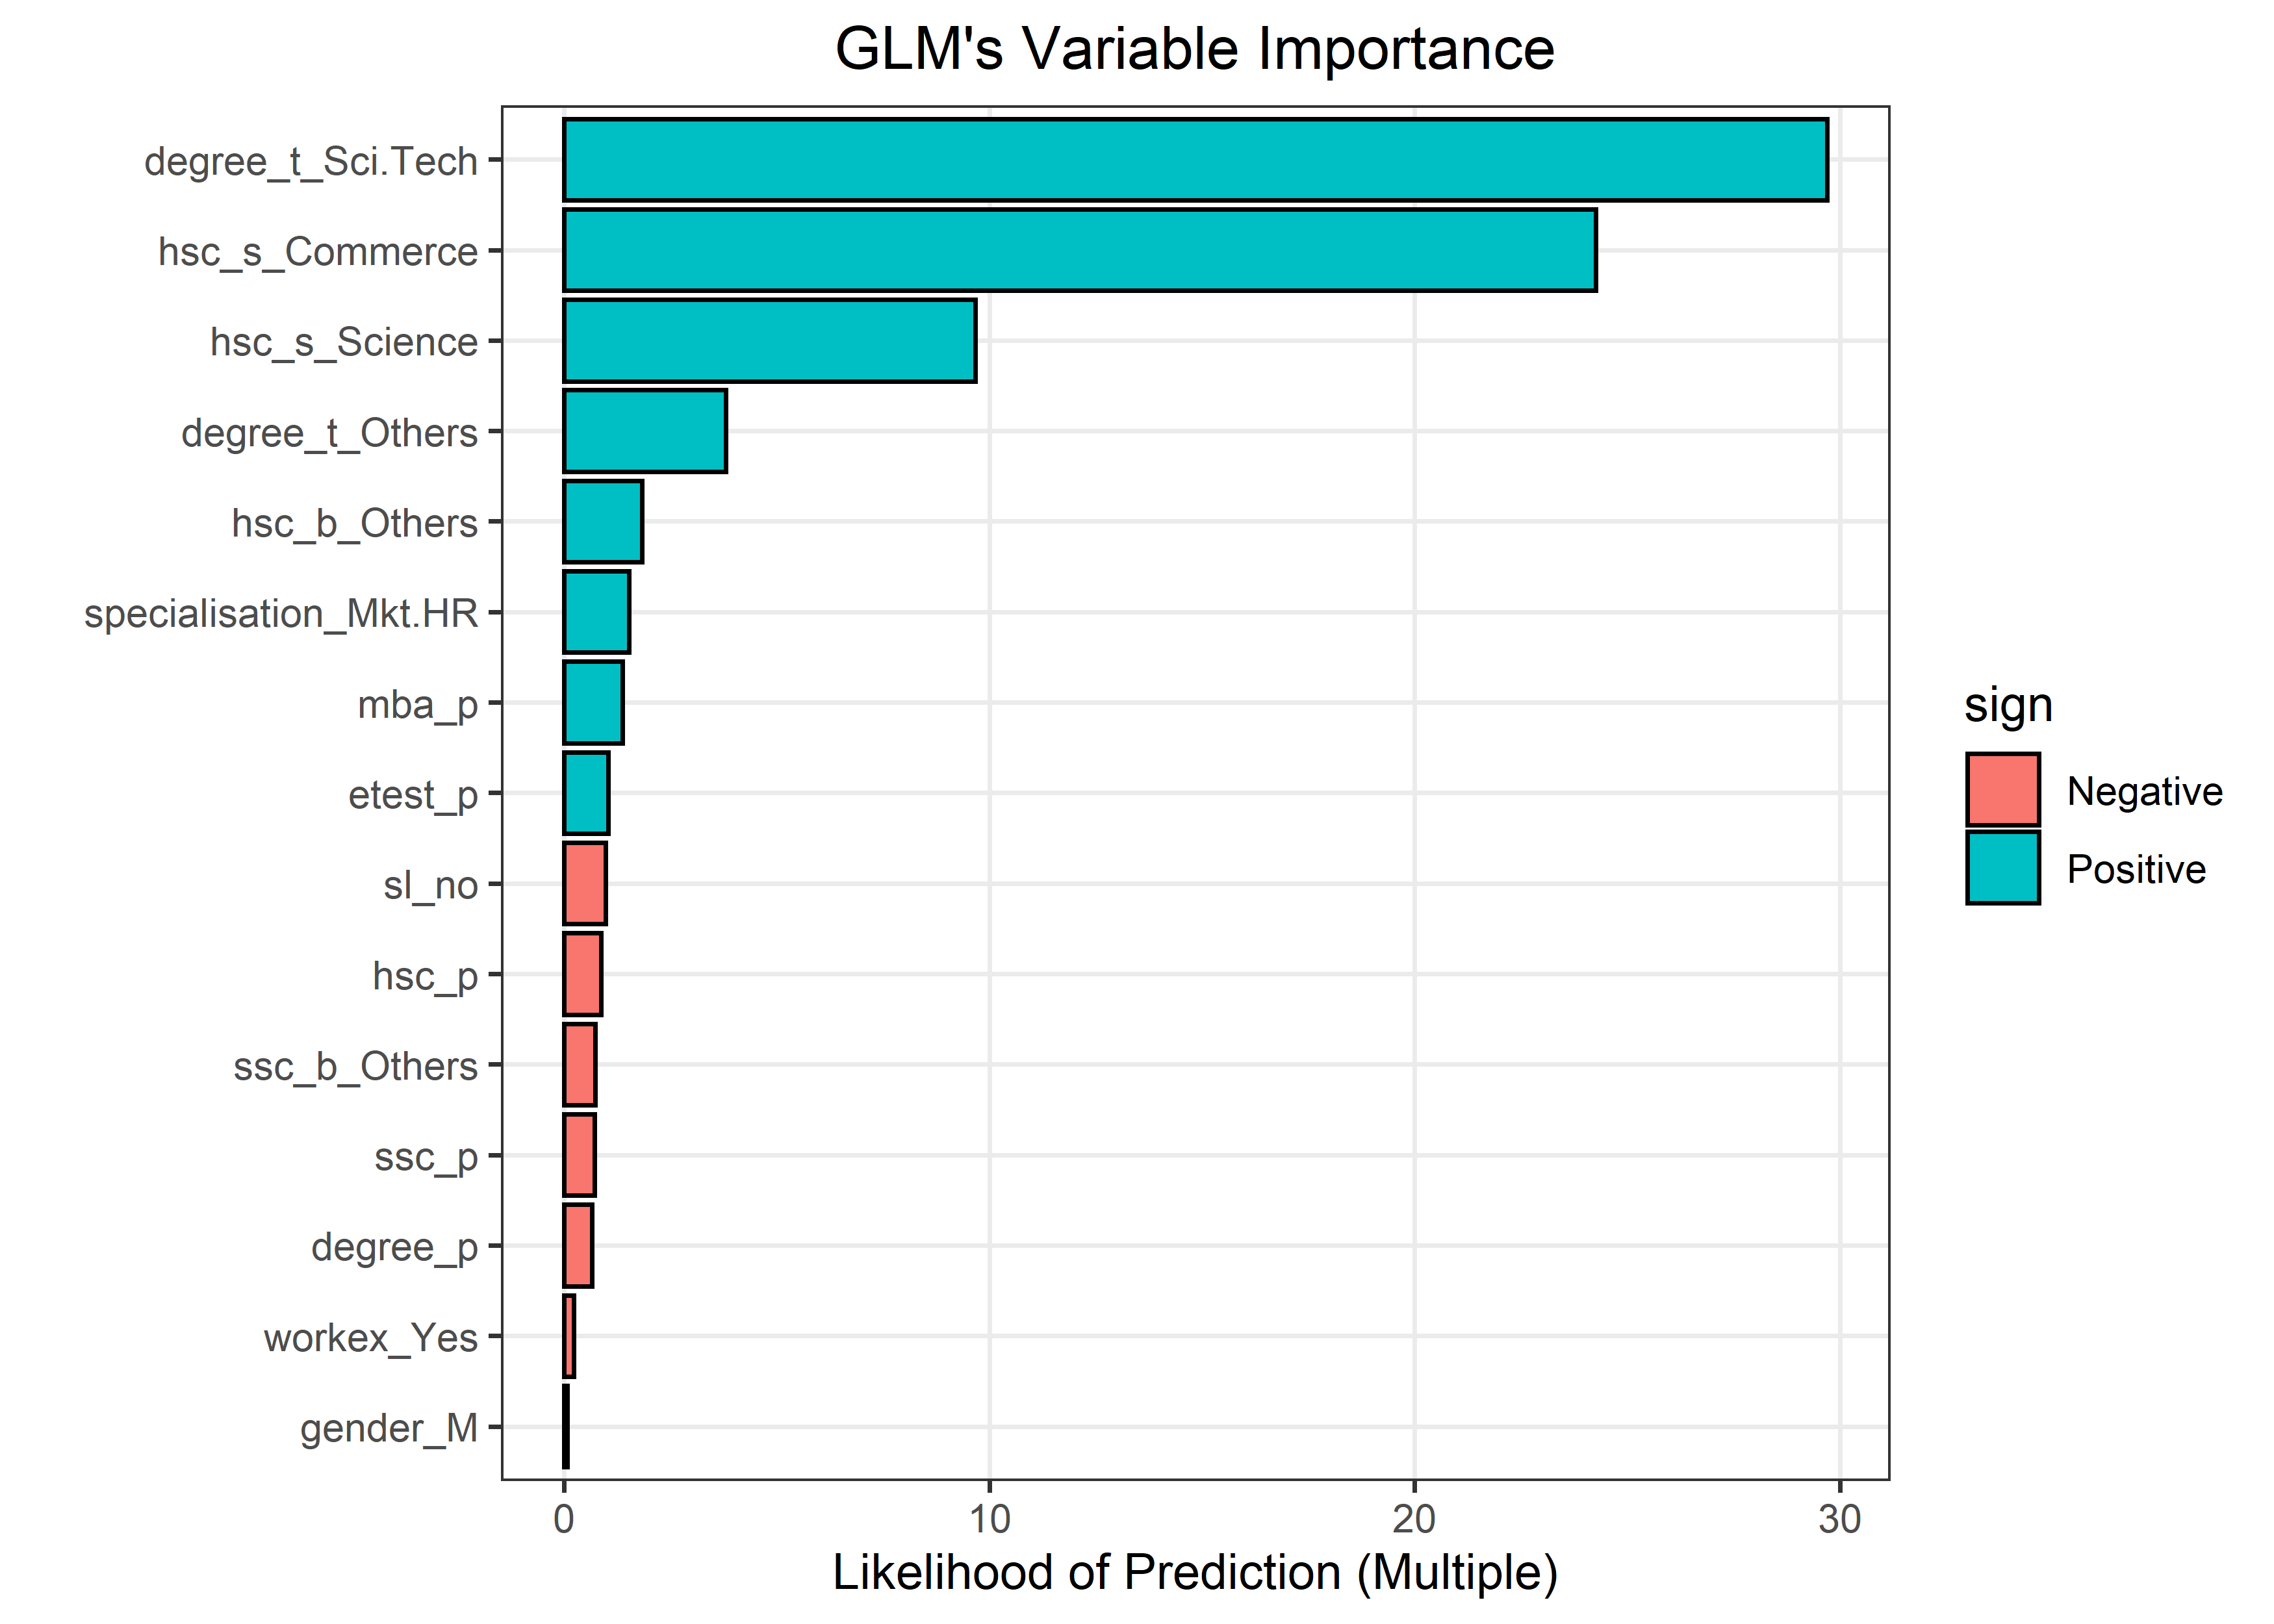 GLM's Variable Importance
degree_t_Sci.Tech
hsc_s_Commerce
hsc_s_Science
degree_t_Others
hsc_b_Others
specialisation_Mkt.HR
mba_p
etest_p
sl_no
hsc_p
ssc_b_Others
ssc_p
degree_p
workex_Yes
gender_M
0 10 20 30
Likelihood of Prediction (Multiple)
sign
Negative
Positive